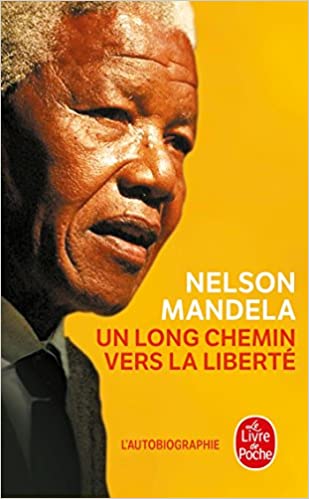 NELSON
MANDELA
UN LONG CHEMIN
VERS LA LIBERTÉ
L'AUTOBIOGRAPHIE
Le
Livre
de
Poche